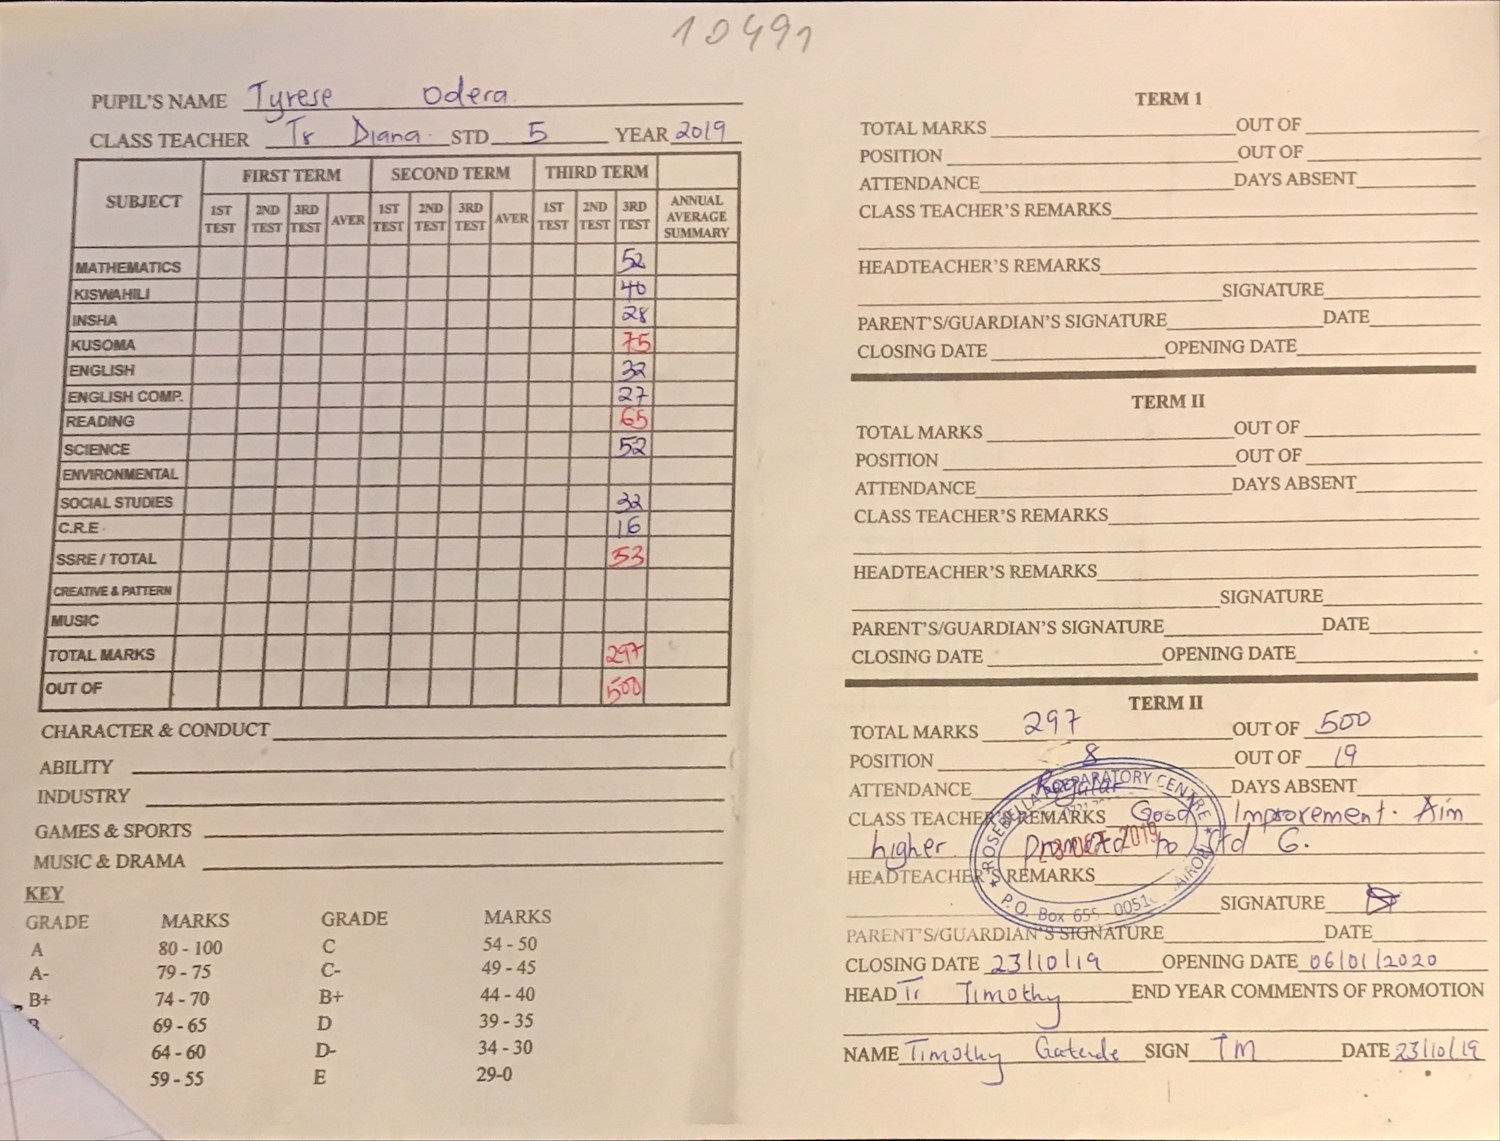 10491
PUPIL'S NAME Tyrese Odera
CLASS TEACHER Tr Diana. STD 5 YEAR 2019
SUBJECT FIRST TERM SECOND TERM THIRD TERM ANNUAL AVERAGE SUMMARY
1ST TEST 2ND TEST 3RD TEST AVER 1ST TEST 2ND TEST 3RD TEST AVER 1ST TEST 2ND TEST 3RD TEST
MATHEMATICS 52
KISWAHILI 40
INSHA 28
KUSOMA 75
ENGLISH 32
ENGLISH COMP. 27
READING 65
SCIENCE 52
ENVIRONMENTAL
SOCIAL STUDIES 32
C.R.E 16
SSRE / TOTAL 53
CREATIVE & PATTERN
MUSIC
TOTAL MARKS 297
OUT OF 500
CHARACTER & CONDUCT
ABILITY
INDUSTRY
GAMES & SPORTS
MUSIC & DRAMA
KEY
GRADE MARKS GRADE MARKS
A 80 - 100 C 54 - 50
A- 79 - 75 C- 49 - 45
B+ 74 - 70 B+ 44 - 40
69 - 65 D 39 - 35
64 - 60 D- 34 - 30
59 - 55 E 29-0
TERM 1
TOTAL MARKS OUT OF
POSITION OUT OF
ATTENDANCE DAYS ABSENT
CLASS TEACHER'S REMARKS
HEADTEACHER'S REMARKS
SIGNATURE
PARENT'S/GUARDIAN'S SIGNATURE DATE
CLOSING DATE OPENING DATE
TERM II
TOTAL MARKS OUT OF
POSITION OUT OF
ATTENDANCE DAYS ABSENT
CLASS TEACHER'S REMARKS
HEADTEACHER'S REMARKS
SIGNATURE
PARENT'S/GUARDIAN'S SIGNATURE DATE
CLOSING DATE OPENING DATE
TERM II
TOTAL MARKS 297 OUT OF 500
POSITION 8 OUT OF 19
ATTENDANCE Regular DAYS ABSENT
CLASS TEACHER'S REMARKS Good Improvement. Aim
higher. Promoted to Std 6.
HEADTEACHER'S REMARKS
SIGNATURE
PARENT'S/GUARDIAN'S SIGNATURE DATE
CLOSING DATE 23/10/19 OPENING DATE 06/01/2020
HEAD Tr Timothy END YEAR COMMENTS OF PROMOTION
NAME Timothy SIGN TM DATE 23/10/19
ROSEBELLA PREPARATORY CENTRE
23 OCT 2019
P.O. Box 655 - 0051